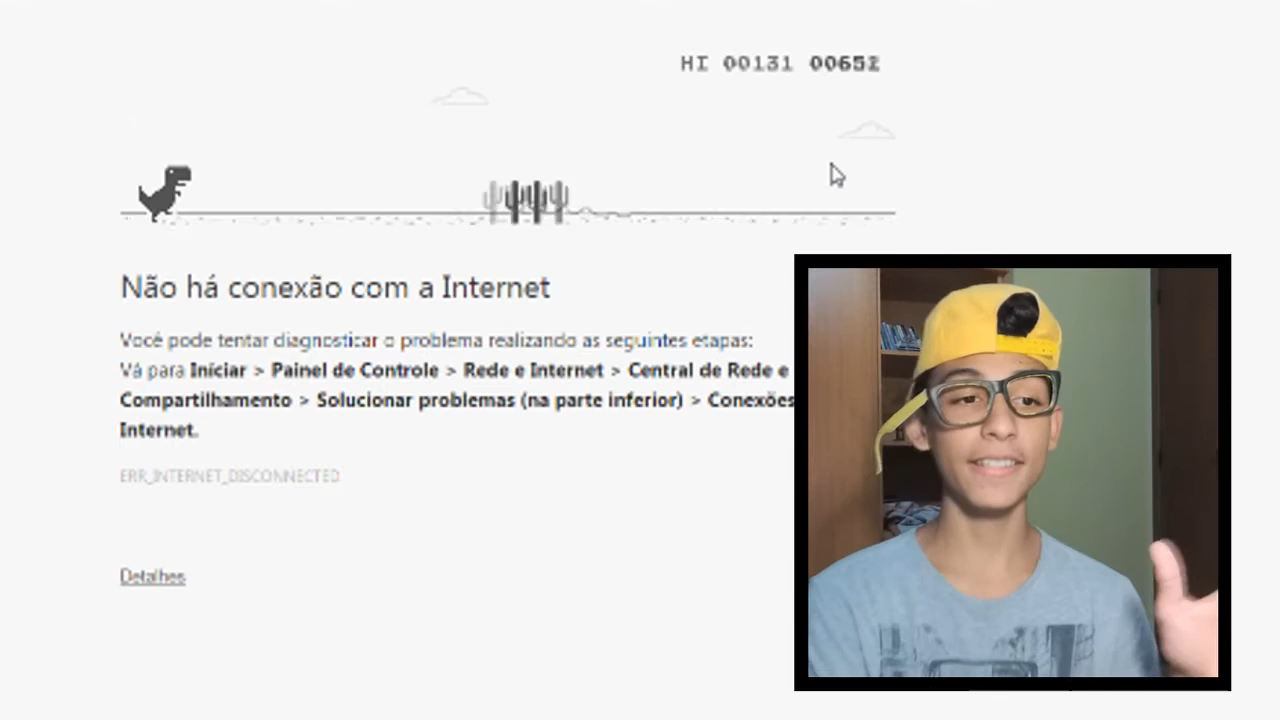 HI 00131 00652
Não há conexão com a Internet
Você pode tentar diagnosticar o problema realizando as seguintes etapas:
Vá para Iniciar > Painel de Controle > Rede e Internet > Central de Rede e
Compartilhamento > Solucionar problemas (na parte inferior) > Conexões
Internet.
ERR_INTERNET_DISCONNECTED
Detalhes